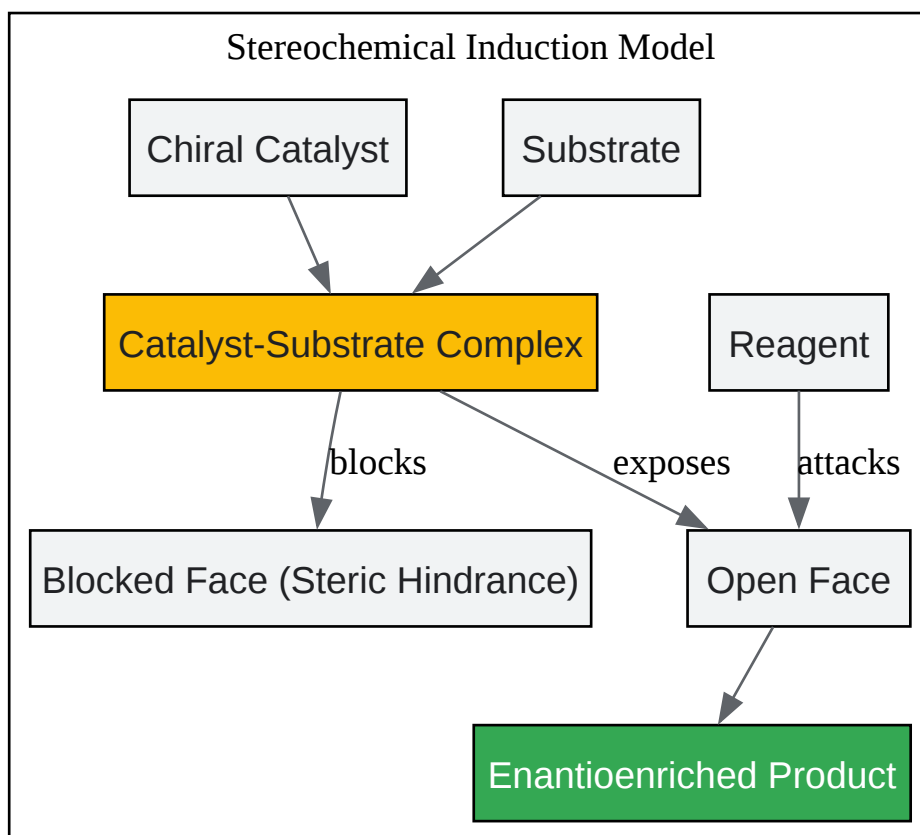 Stereochemical Induction Model
Chiral Catalyst
Substrate
Catalyst-Substrate Complex
Reagent
blocks
exposes
attacks
Blocked Face (Steric Hindrance)
Open Face
Enantioenriched Product